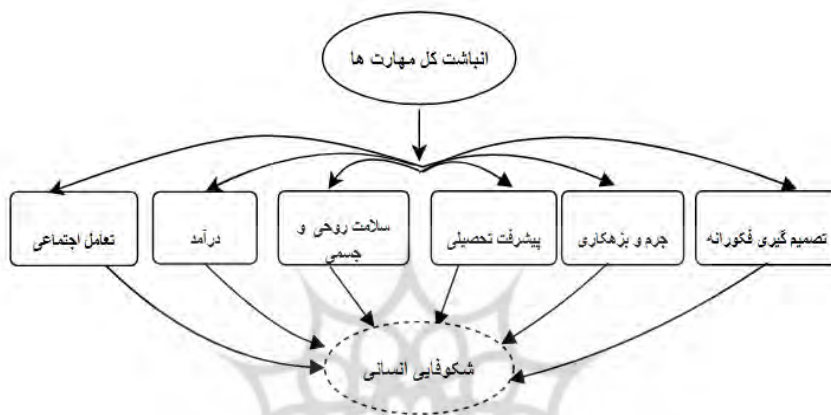 انباشت کل مهارت ها
تصمیم گیری فکورانه
جرم و بزهکاری
پیشرفت تحصیلی
سلامت روحی و
جسمی
درآمد
تعامل اجتماعی
شکوفایی انسانی